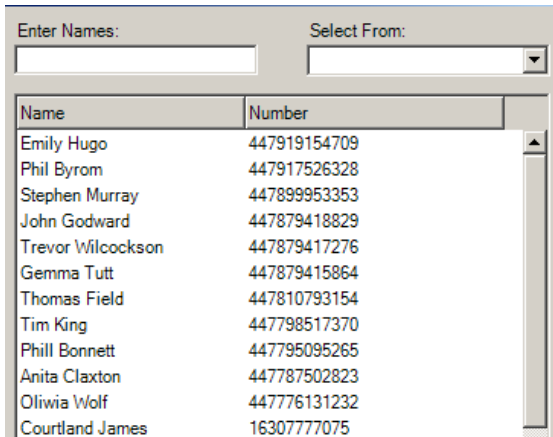 Enter Names: Select From:
Name Number
Emily Hugo 447919154709
Phil Byrom 447917526328
Stephen Murray 447899953353
John Godward 447879418829
Trevor Wilcockson 447879417276
Gemma Tutt 447879415864
Thomas Field 447810793154
Tim King 447798517370
Phill Bonnett 447795095265
Anita Claxton 447787502823
Oliwia Wolf 447776131232
Courtland James 16307777075